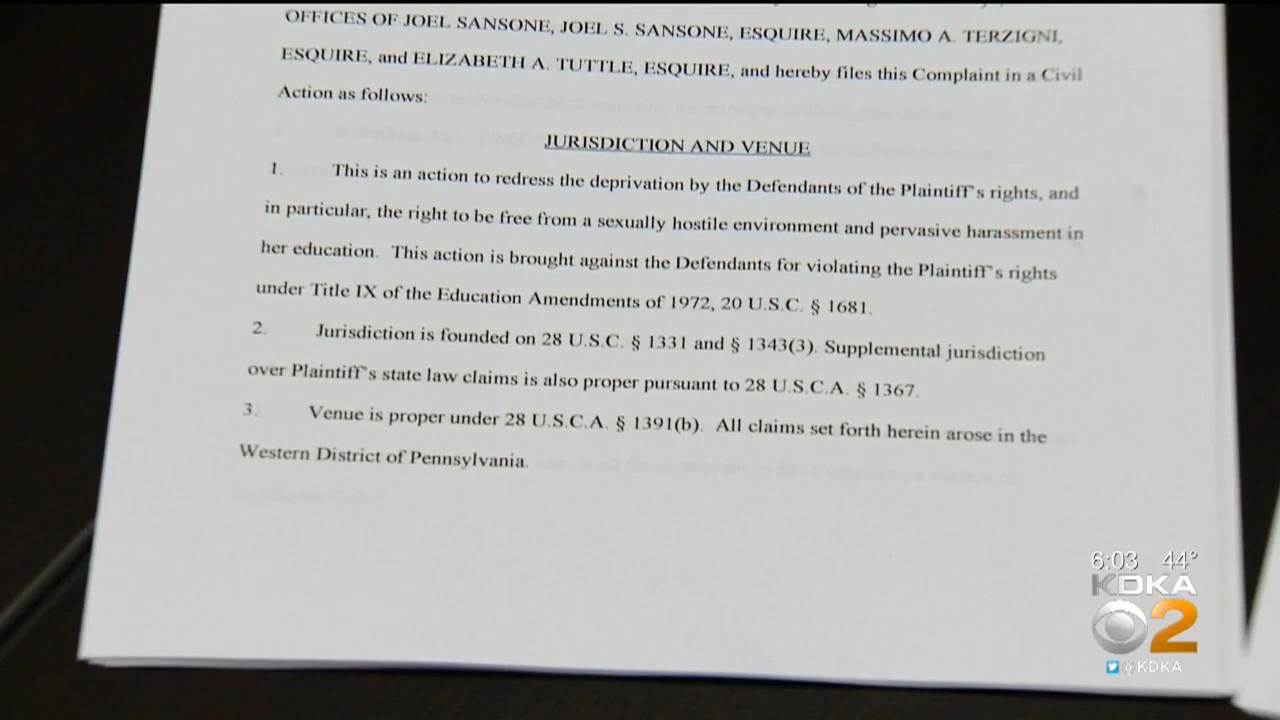 OFFICES OF JOEL SANSONE, JOEL S. SANSONE, ESQUIRE, MASSIMO A. TERZIGNI,
ESQUIRE, and ELIZABETH A. TUTTLE, ESQUIRE, and hereby files this Complaint in a Civil
Action as follows:
JURISDICTION AND VENUE
1. This is an action to redress the deprivation by the Defendants of the Plaintiff's rights, and
in particular, the right to be free from a sexually hostile environment and pervasive harassment in
her education. This action is brought against the Defendants for violating the Plaintiff's rights
under Title IX of the Education Amendments of 1972, 20 U.S.C. § 1681.
2. Jurisdiction is founded on 28 U.S.C. § 1331 and § 1343(3). Supplemental jurisdiction
over Plaintiff's state law claims is also proper pursuant to 28 U.S.C.A. § 1367.
3. Venue is proper under 28 U.S.C.A. § 1391(b). All claims set forth herein arose in the
Western District of Pennsylvania.
6:03 44°
KDKA
2
@KDKA